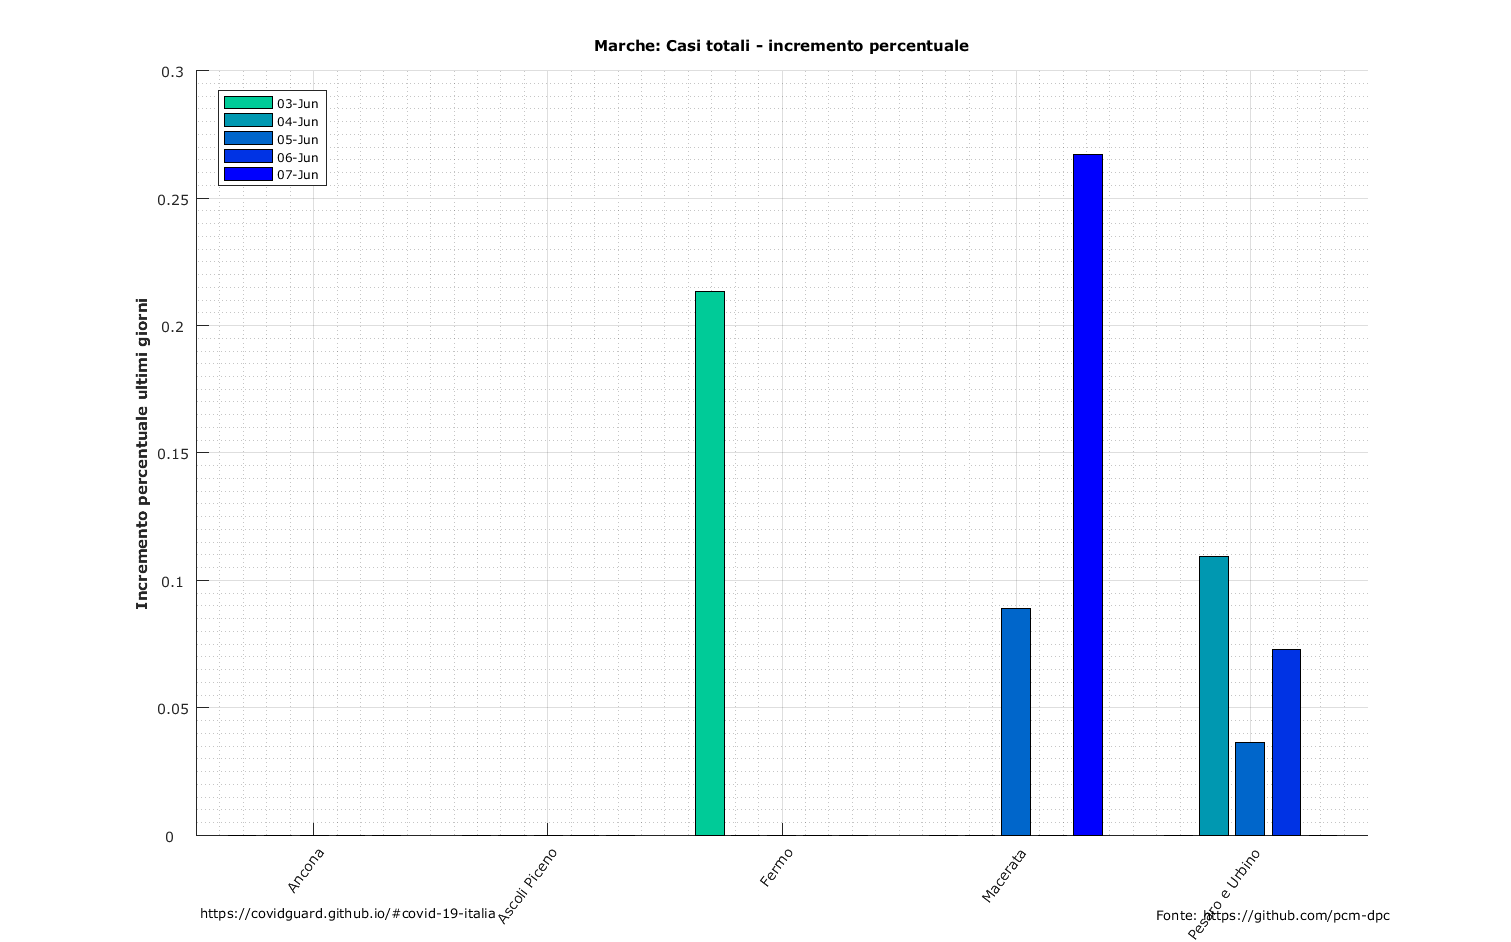 Marche: Casi totali - incremento percentuale
0.3
0.25
0.2
0.15
0.1
0.05
0
Incremento percentuale ultimi giorni
03-Jun
04-Jun
05-Jun
06-Jun
07-Jun
Ancona
Ascoli Piceno
Fermo
Macerata
Pesaro e Urbino
https://covidguard.github.io/#covid-19-italia
Fonte: https://github.com/pcm-dpc